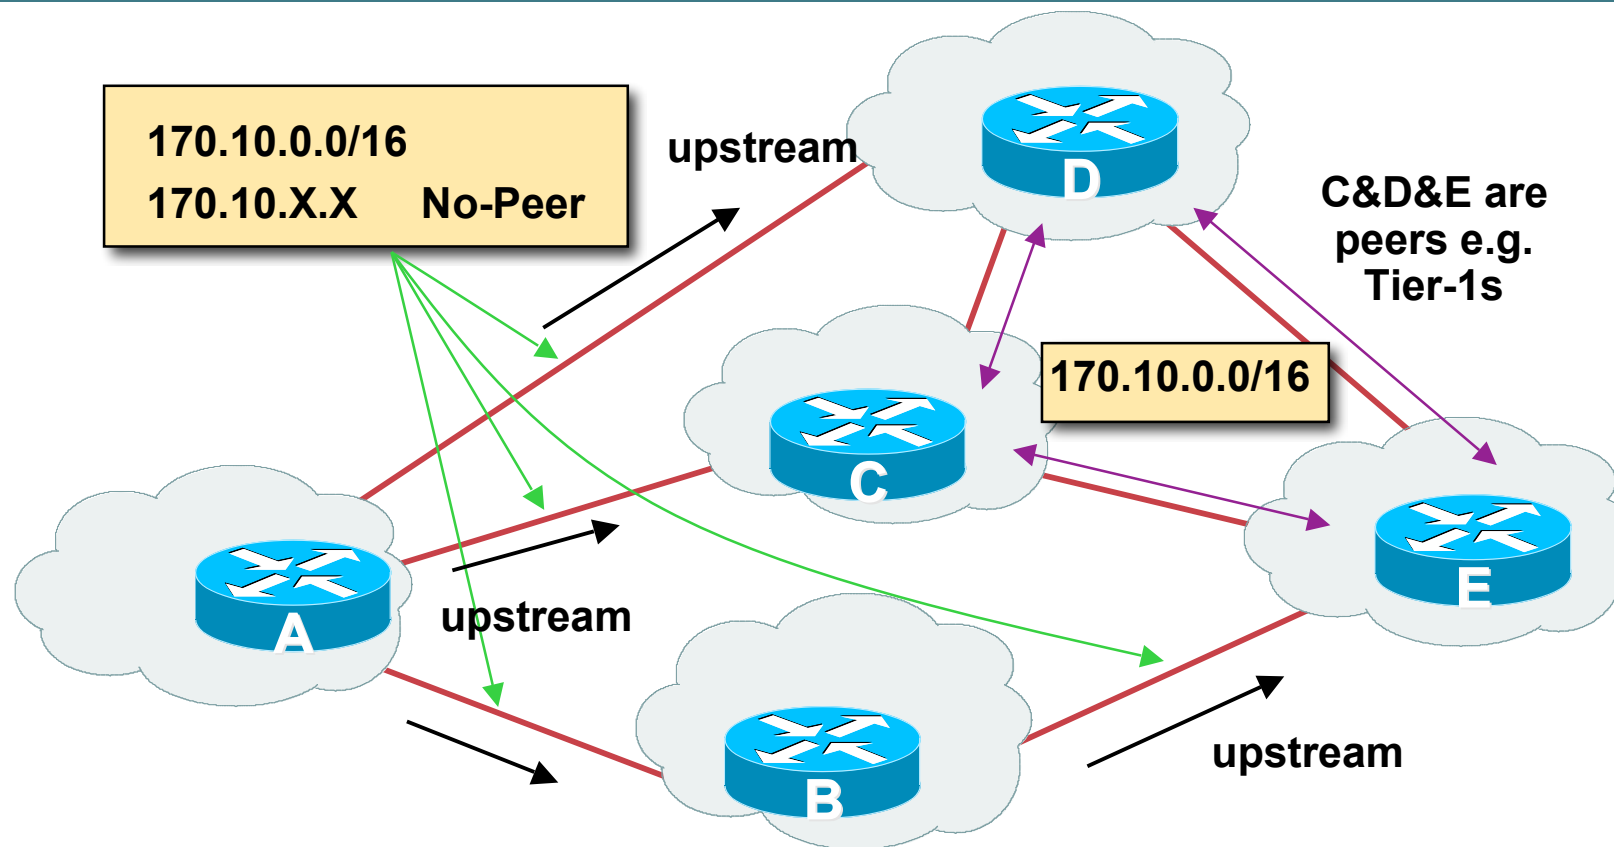 170.10.0.0/16
170.10.X.X No-Peer
upstream
D
C&D&E are
peers e.g.
Tier-1s
170.10.0.0/16
C
E
A
upstream
B
upstream